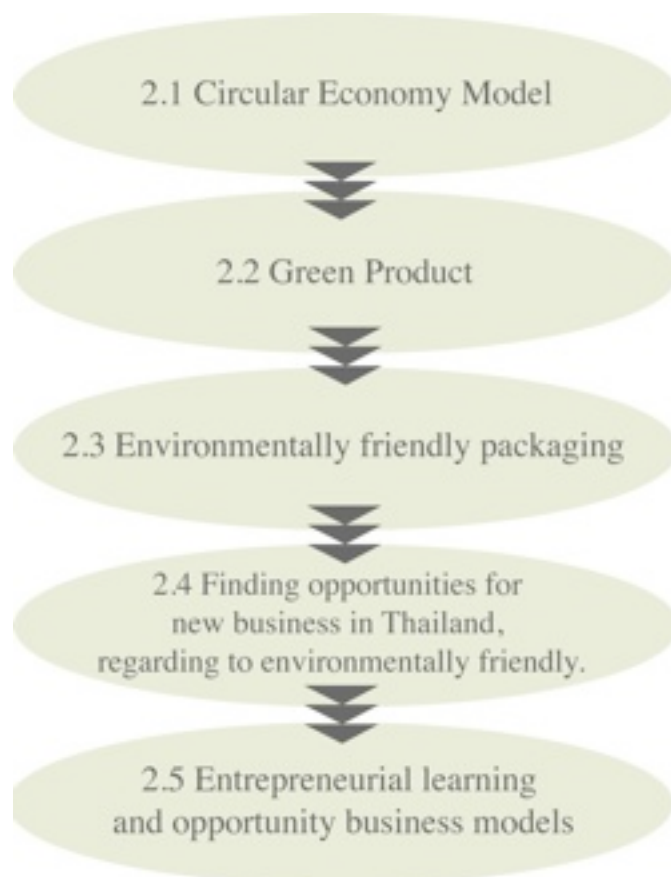 2.1 Circular Economy Model
2.2 Green Product
2.3 Environmentally friendly packaging
2.4 Finding opportunities for
new business in Thailand,
regarding to environmentally friendly.
2.5 Entrepreneurial learning
and opportunity business models